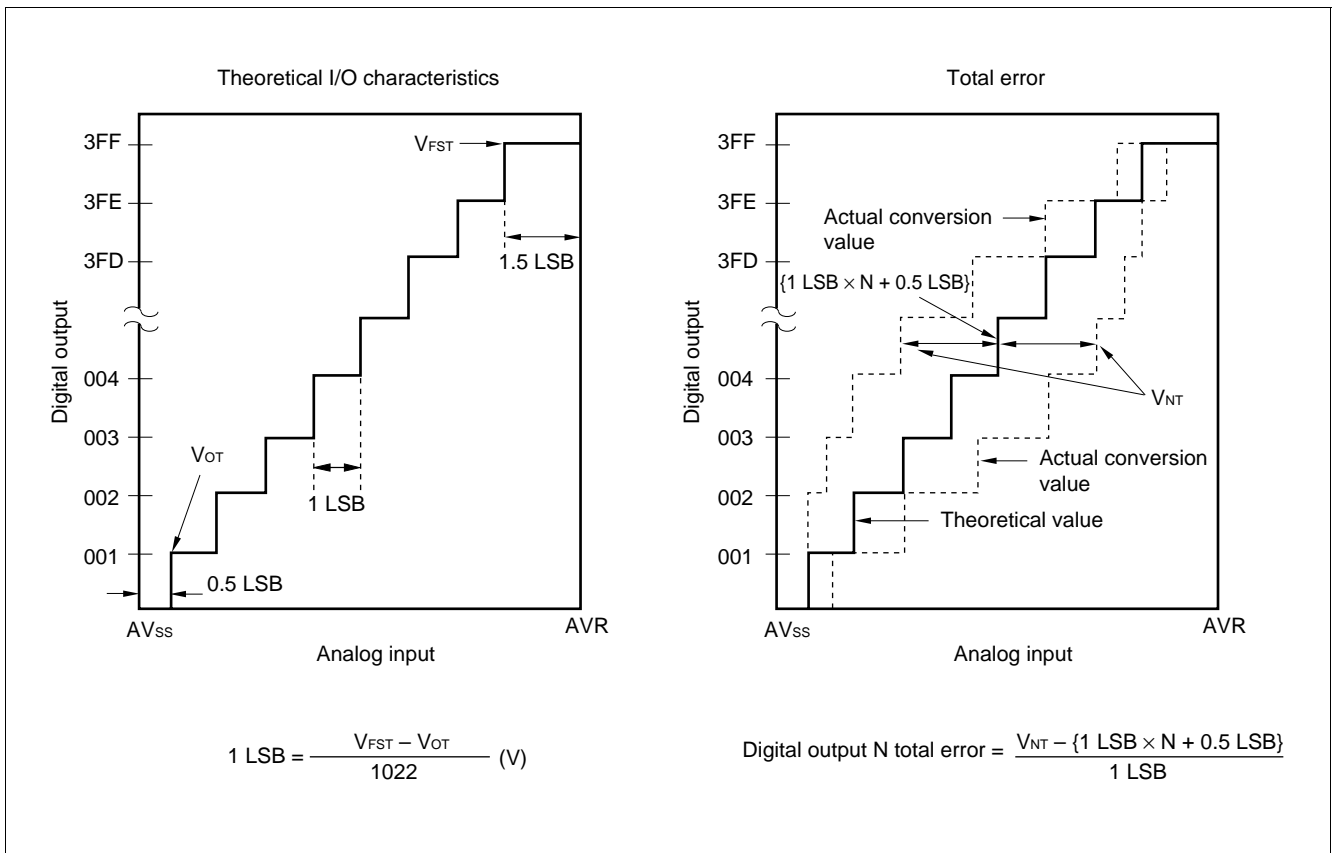 Theoretical I/O characteristics
3FF
3FE
3FD
004
003
002
001
Digital output
VFST
1.5 LSB
VOT
1 LSB
0.5 LSB
AVSS
AVR
Analog input
1 LSB = VFST – VOT / 1022 (V)
Total error
3FF
3FE
3FD
004
003
002
001
Digital output
Actual conversion
value
{1 LSB × N + 0.5 LSB}
VNT
Actual conversion
value
Theoretical value
AVSS
AVR
Analog input
Digital output N total error = VNT – {1 LSB × N + 0.5 LSB} / 1 LSB